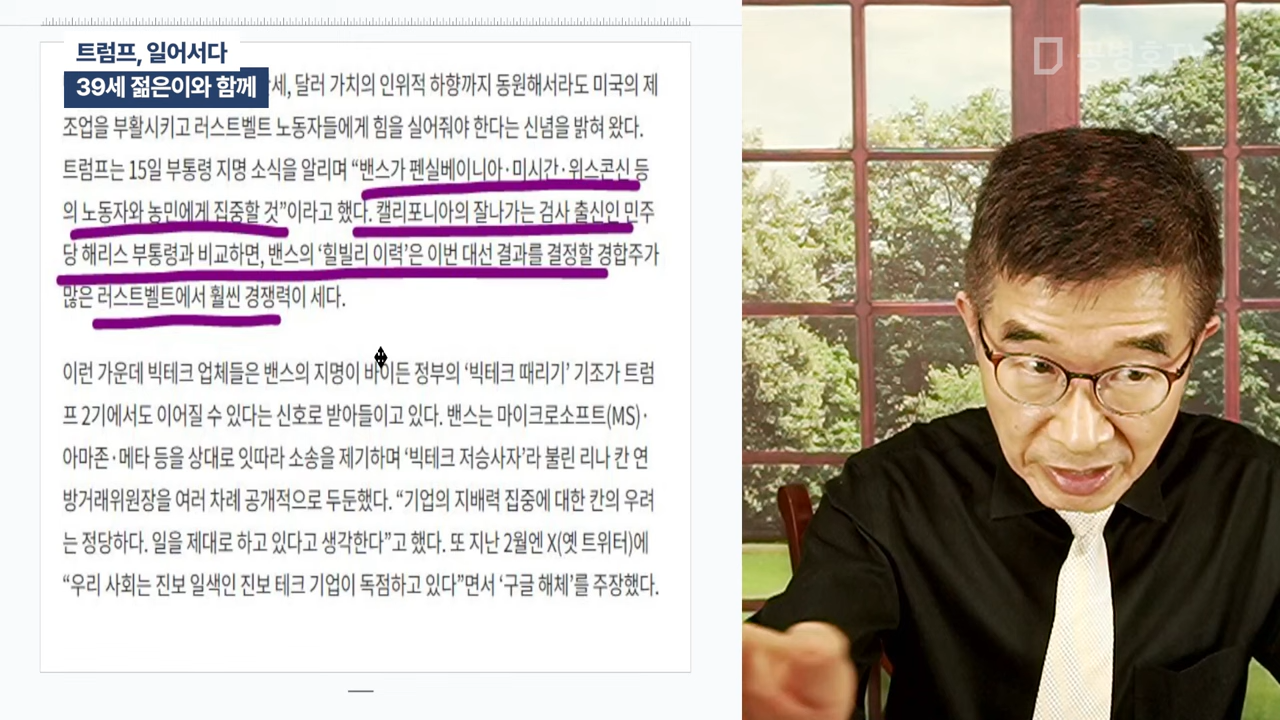 트럼프, 일어서다
39세 젊은이와 함께
세, 달러 가치의 인위적 하향까지 동원해서라도 미국의 제
조업을 부활시키고 러스트벨트 노동자들에게 힘을 실어줘야 한다는 신념을 밝혀 왔다.
트럼프는 15일 부통령 지명 소식을 알리며 “밴스가 펜실베이니아·미시간·위스콘신 등
의 노동자와 농민에게 집중할 것”이라고 했다. 캘리포니아의 잘나가는 검사 출신인 민주
당 해리스 부통령과 비교하면, 밴스의 ‘힐빌리 이력’은 이번 대선 결과를 결정할 경합주가
많은 러스트벨트에서 훨씬 경쟁력이 세다.
이런 가운데 빅테크 업체들은 밴스의 지명이 바이든 정부의 ‘빅테크 때리기’ 기조가 트럼
프 2기에서도 이어질 수 있다는 신호로 받아들이고 있다. 밴스는 마이크로소프트(MS)·
아마존·메타 등을 상대로 잇따라 소송을 제기하며 ‘빅테크 저승사자’라 불린 리나 칸 연
방거래위원장을 여러 차례 공개적으로 두둔했다. “기업의 지배력 집중에 대한 칸의 우려
는 정당하다. 일을 제대로 하고 있다고 생각한다”고 했다. 또 지난 2월엔 X(옛 트위터)에
“우리 사회는 진보 일색인 진보 테크 기업이 독점하고 있다”면서 ‘구글 해체’를 주장했다.
공병호TV